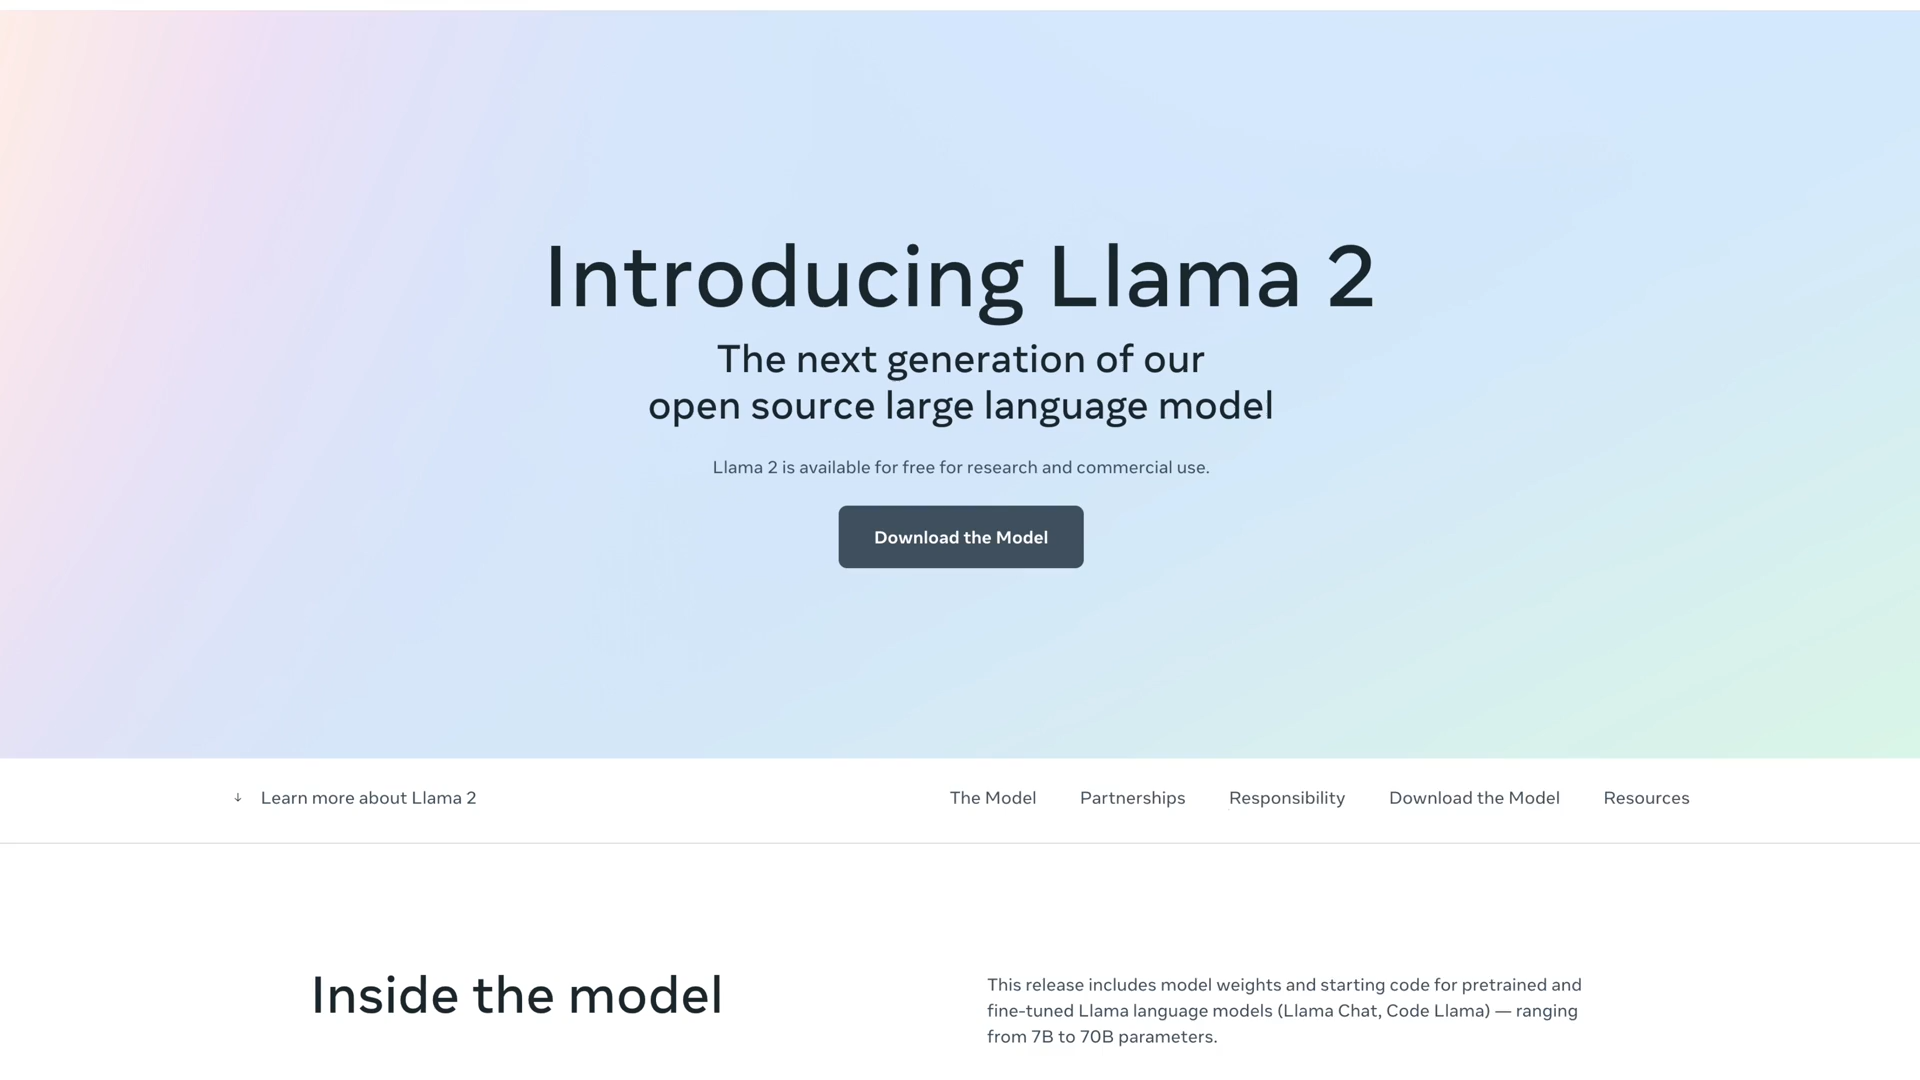 Introducing Llama 2
The next generation of our
open source large language model
Llama 2 is available for free for research and commercial use.
Download the Model
↓ Learn more about Llama 2
The Model
Partnerships
Responsibility
Download the Model
Resources
Inside the model
This release includes model weights and starting code for pretrained and
fine-tuned Llama language models (Llama Chat, Code Llama) — ranging
from 7B to 70B parameters.